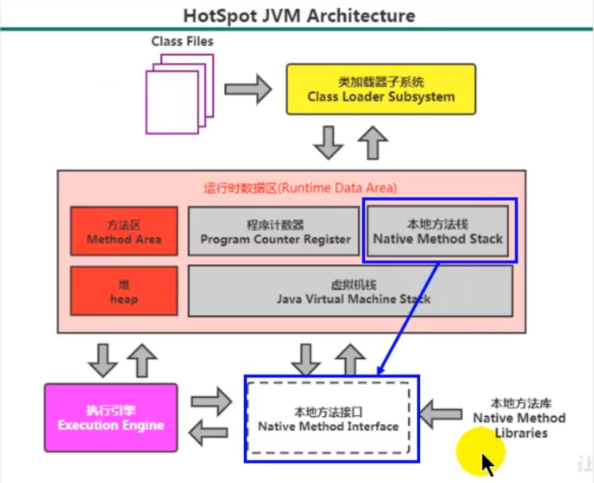 HotSpot JVM Architecture
Class Files
类加载器子系统
Class Loader Subsystem
运行时数据区(Runtime Data Area)
方法区
Method Area
程序计数器
Program Counter Register
本地方法栈
Native Method Stack
堆
heap
虚拟机栈
Java Virtual Machine Stack
执行引擎
Execution Engine
本地方法接口
Native Method Interface
本地方法库
Native Method
Libraries
让